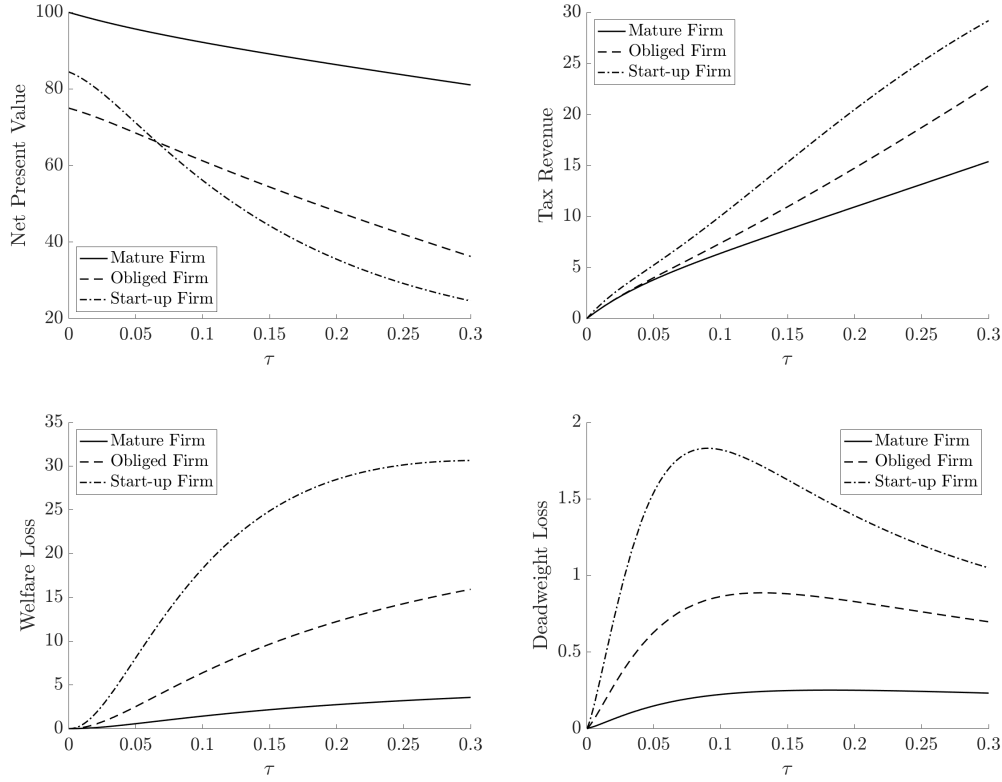 100
80
60
40
20
Net Present Value
Mature Firm
Obliged Firm
Start-up Firm
0
0.05
0.1
0.15
0.2
0.25
0.3
τ
30
25
20
15
10
5
0
Tax Revenue
Mature Firm
Obliged Firm
Start-up Firm
0
0.05
0.1
0.15
0.2
0.25
0.3
τ
35
30
25
20
15
10
5
0
Welfare Loss
Mature Firm
Obliged Firm
Start-up Firm
0
0.05
0.1
0.15
0.2
0.25
0.3
τ
2
1.5
1
0.5
0
Deadweight Loss
Mature Firm
Obliged Firm
Start-up Firm
0
0.05
0.1
0.15
0.2
0.25
0.3
τ